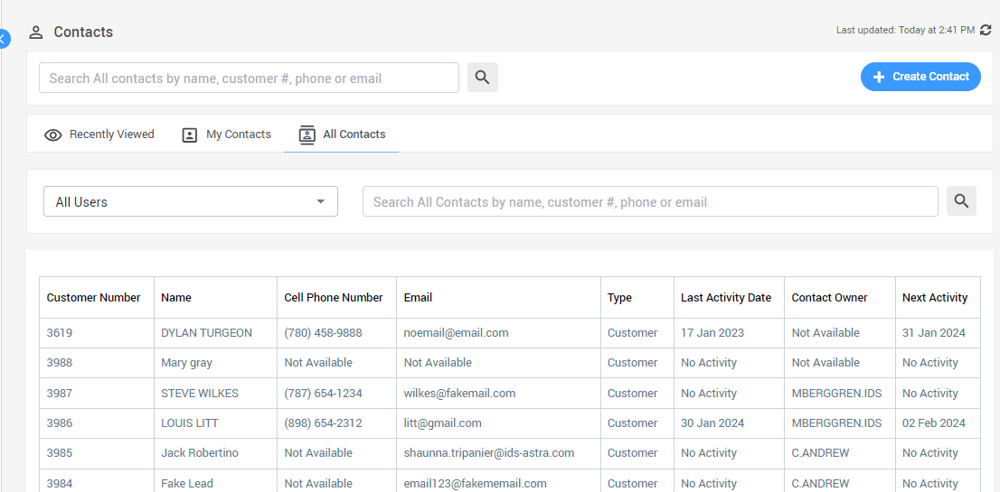 Contacts
Last updated: Today at 2:41 PM
Search All contacts by name, customer #, phone or email
Create Contact
Recently Viewed My Contacts All Contacts
All Users Search All Contacts by name, customer #, phone or email
Customer Number Name Cell Phone Number Email Type Last Activity Date Contact Owner Next Activity
3619 DYLAN TURGEON (780) 458-9888 noemail@email.com Customer 17 Jan 2023 Not Available 31 Jan 2024
3988 Mary gray Not Available Not Available Customer No Activity Not Available No Activity
3987 STEVE WILKES (787) 654-1234 wilkes@fakemail.com Customer No Activity MBERGGREN.IDS No Activity
3986 LOUIS LITT (898) 654-2312 litt@gmail.com Customer 30 Jan 2024 MBERGGREN.IDS 02 Feb 2024
3985 Jack Robertino Not Available shaunna.tripanier@ids-astra.com Customer No Activity C.ANDREW No Activity
3984 Fake Lead Not Available email123@fakememail.com Customer No Activity C.ANDREW No Activity